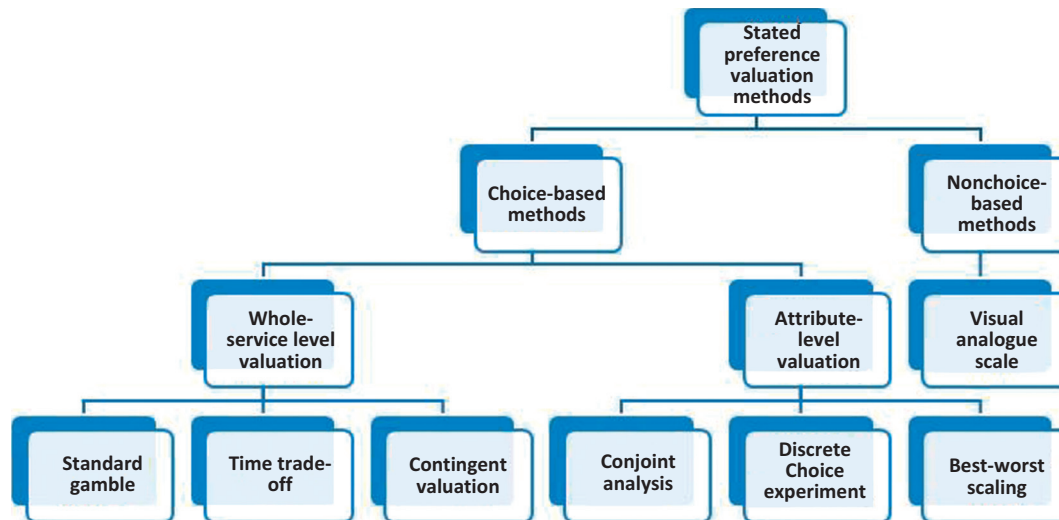 Stated
preference
valuation
methods
Choice-based
methods
Nonchoice-
based
methods
Whole-
service level
valuation
Attribute-
level
valuation
Visual
analogue
scale
Standard
gamble
Time trade-
off
Contingent
valuation
Conjoint
analysis
Discrete
Choice
experiment
Best-worst
scaling